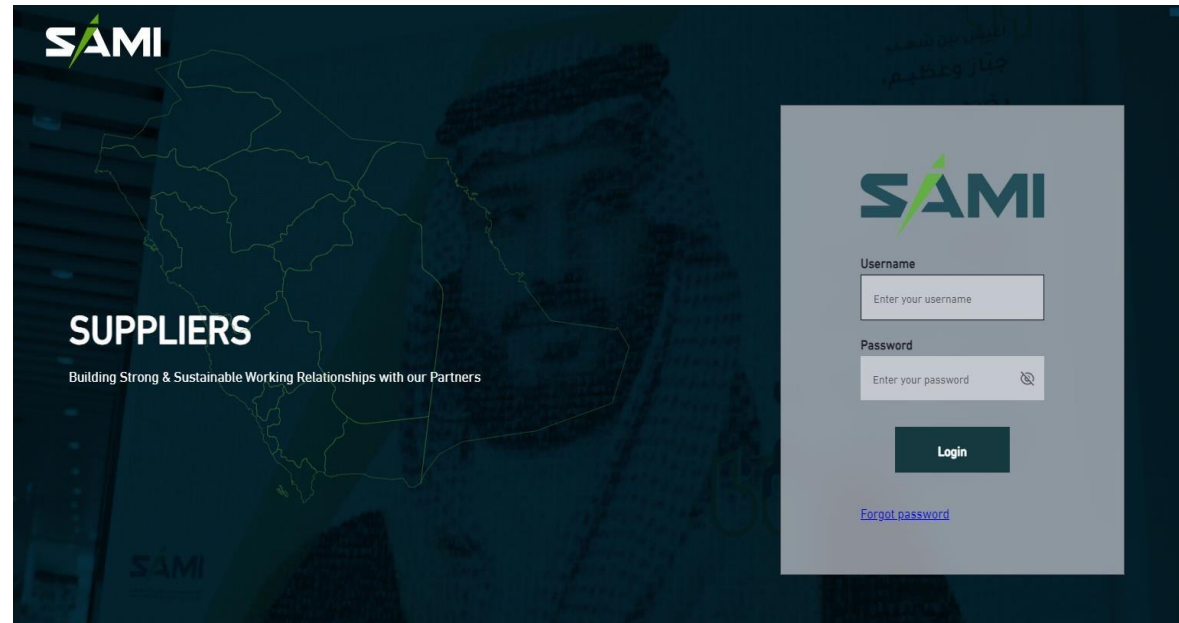 SAMI
SUPPLIERS
Building Strong & Sustainable Working Relationships with our Partners
SAMI
Username
Enter your username
Password
Enter your password
Login
Forgot password
SAMI